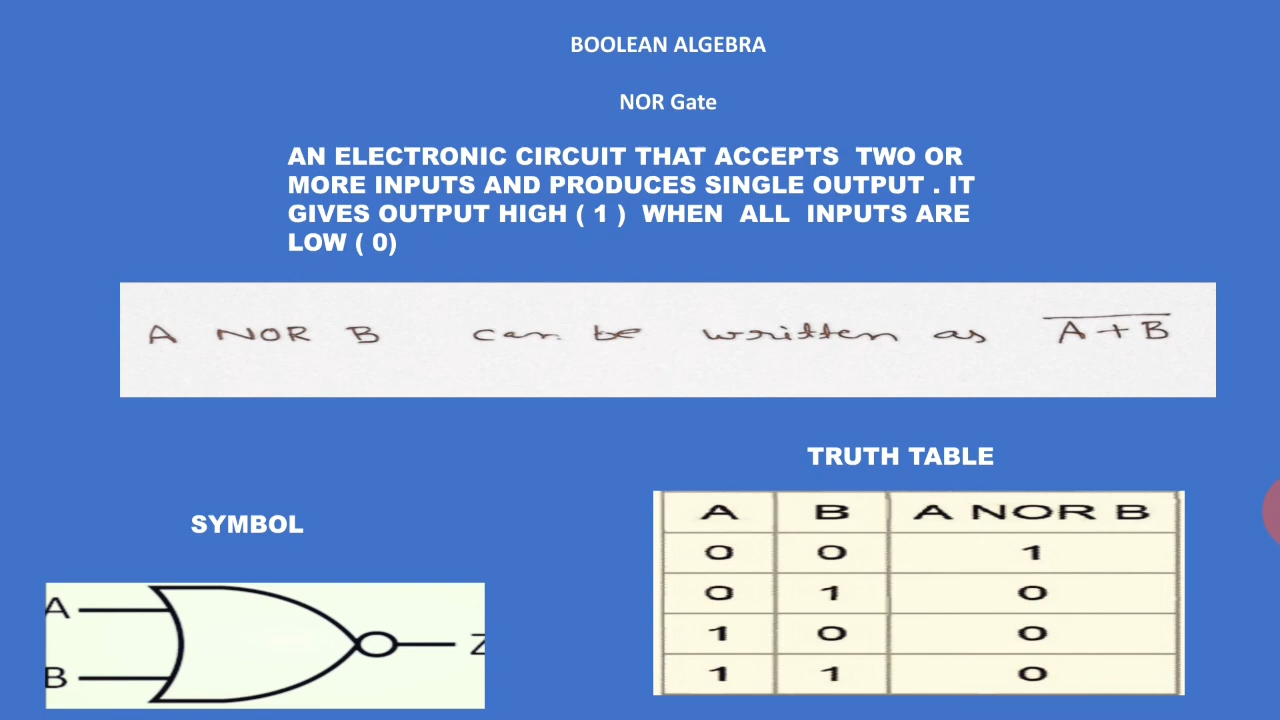 BOOLEAN ALGEBRA
NOR Gate
AN ELECTRONIC CIRCUIT THAT ACCEPTS TWO OR
MORE INPUTS AND PRODUCES SINGLE OUTPUT . IT
GIVES OUTPUT HIGH ( 1 ) WHEN ALL INPUTS ARE
LOW ( 0)
A NOR B can be written as A̅ ̅+̅ ̅B̅
TRUTH TABLE
A B A NOR B
0 0 1
0 1 0
1 0 0
1 1 0
SYMBOL
A
Z
B